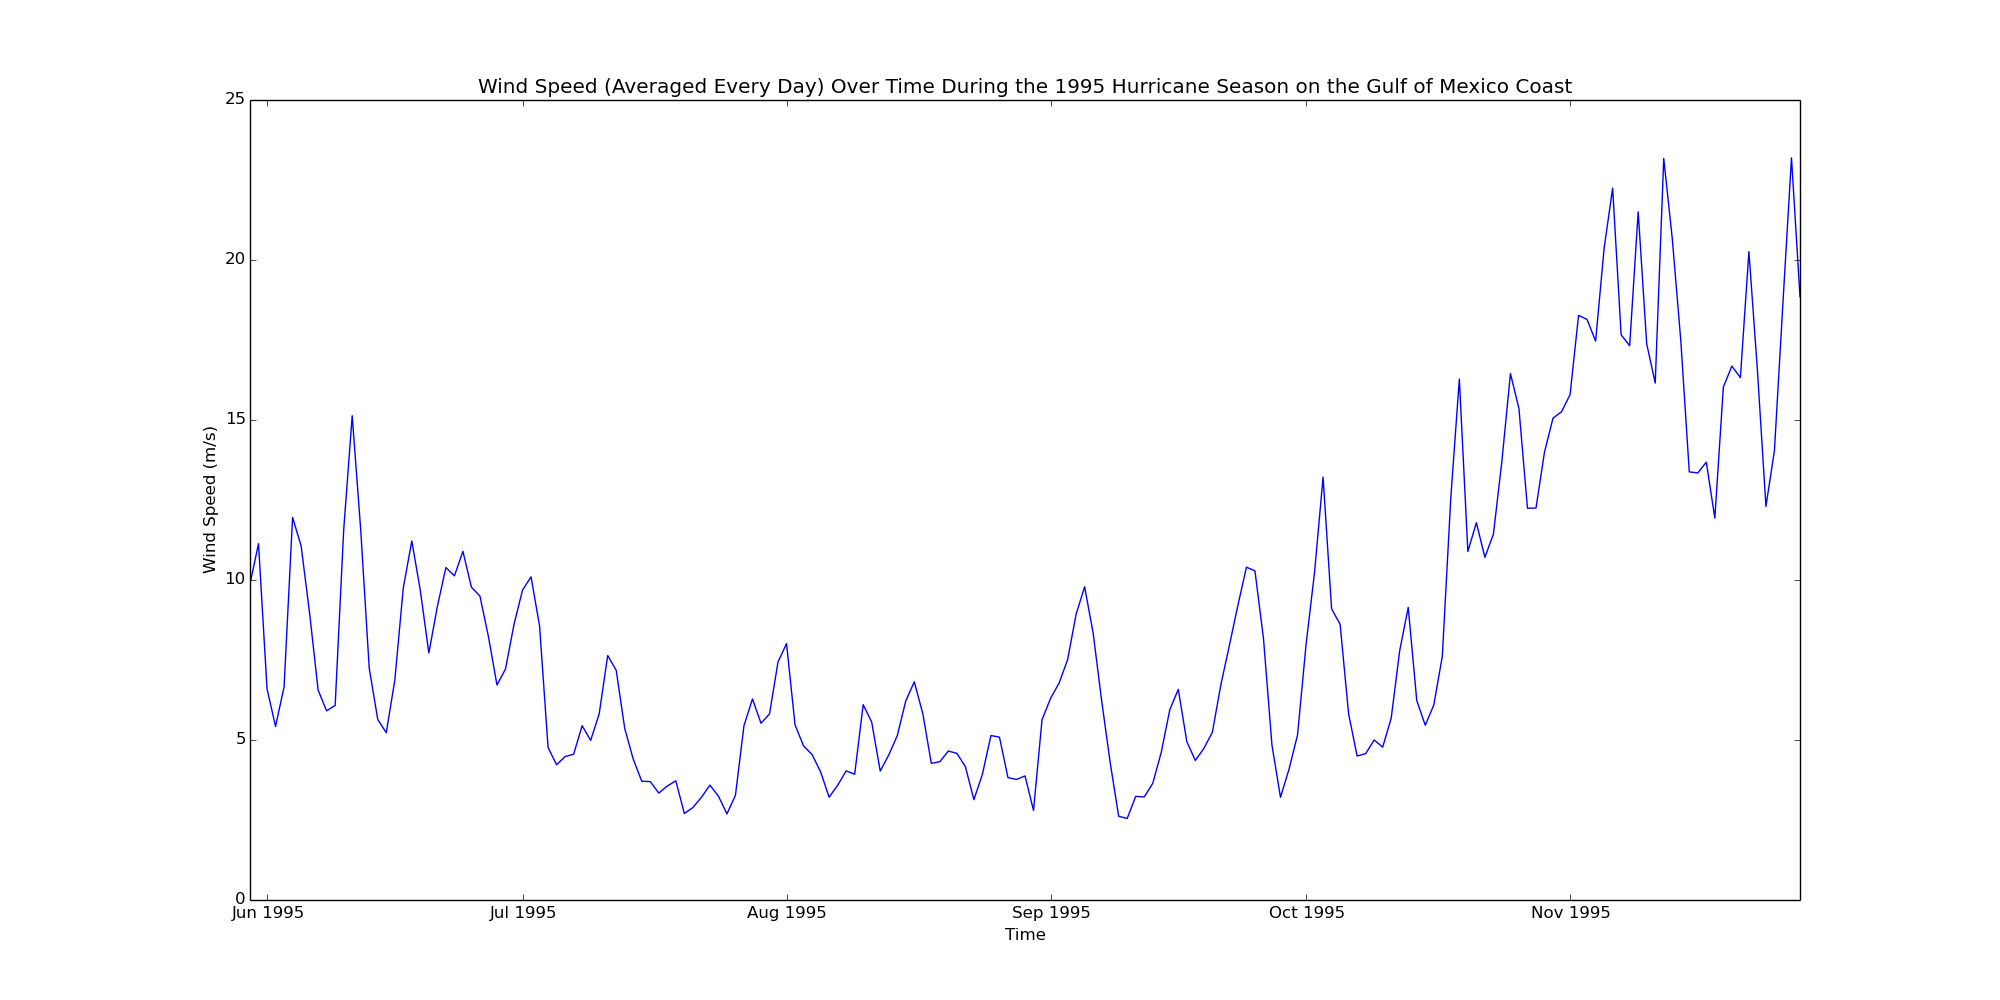 Wind Speed (Averaged Every Day) Over Time During the 1995 Hurricane Season on the Gulf of Mexico Coast
25
20
15
10
5
0
Wind Speed (m/s)
Jun 1995
Jul 1995
Aug 1995
Sep 1995
Oct 1995
Nov 1995
Time